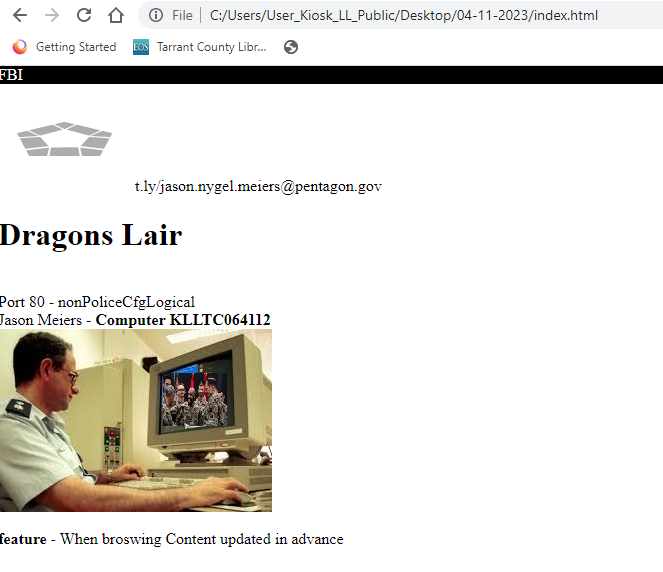 File
C:/Users/User_Kiosk_LL_Public/Desktop/04-11-2023/index.html
Getting Started
EOS
Tarrant County Libr...
FBI
t.ly/jason.nygel.meiers@pentagon.gov
Dragons Lair
Port 80 - nonPoliceCfgLogical
Jason Meiers - Computer KLLTC064112
feature - When broswing Content updated in advance